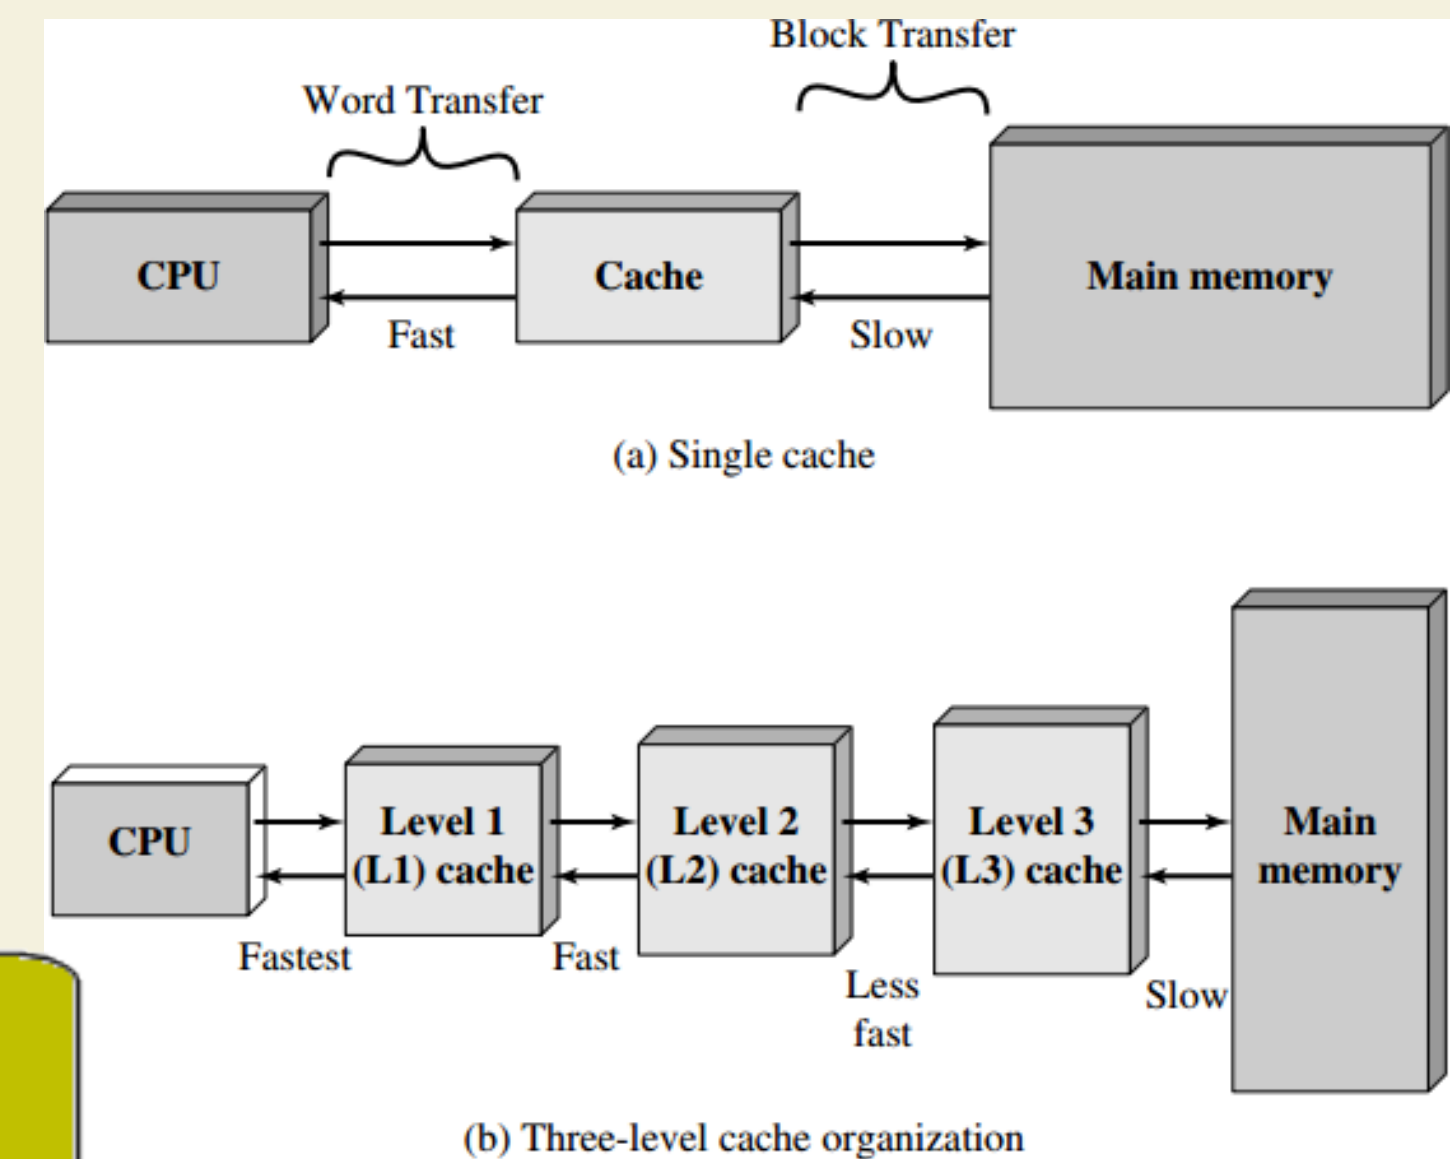 Block Transfer
Word Transfer
CPU
Cache
Main memory
Fast
Slow
(a) Single cache
CPU
Level 1
(L1) cache
Level 2
(L2) cache
Level 3
(L3) cache
Main
memory
Fastest
Fast
Less
fast
Slow
(b) Three-level cache organization